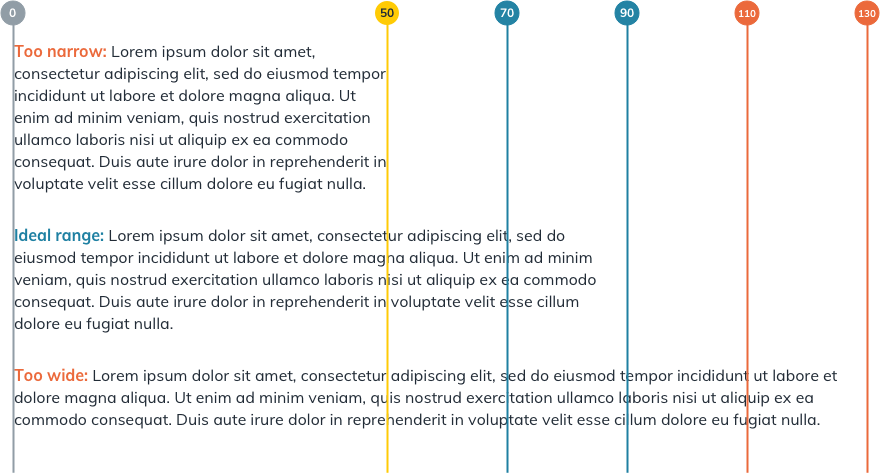 0 50 70 90 110 130
Too narrow: Lorem ipsum dolor sit amet,
consectetur adipiscing elit, sed do eiusmod tempor
incididunt ut labore et dolore magna aliqua. Ut
enim ad minim veniam, quis nostrud exercitation
ullamco laboris nisi ut aliquip ex ea commodo
consequat. Duis aute irure dolor in reprehenderit in
voluptate velit esse cillum dolore eu fugiat nulla.
Ideal range: Lorem ipsum dolor sit amet, consectetur adipiscing elit, sed do
eiusmod tempor incididunt ut labore et dolore magna aliqua. Ut enim ad minim
veniam, quis nostrud exercitation ullamco laboris nisi ut aliquip ex ea commodo
consequat. Duis aute irure dolor in reprehenderit in voluptate velit esse cillum
dolore eu fugiat nulla.
Too wide: Lorem ipsum dolor sit amet, consectetur adipiscing elit, sed do eiusmod tempor incididunt ut labore et
dolore magna aliqua. Ut enim ad minim veniam, quis nostrud exercitation ullamco laboris nisi ut aliquip ex ea
commodo consequat. Duis aute irure dolor in reprehenderit in voluptate velit esse cillum dolore eu fugiat nulla.